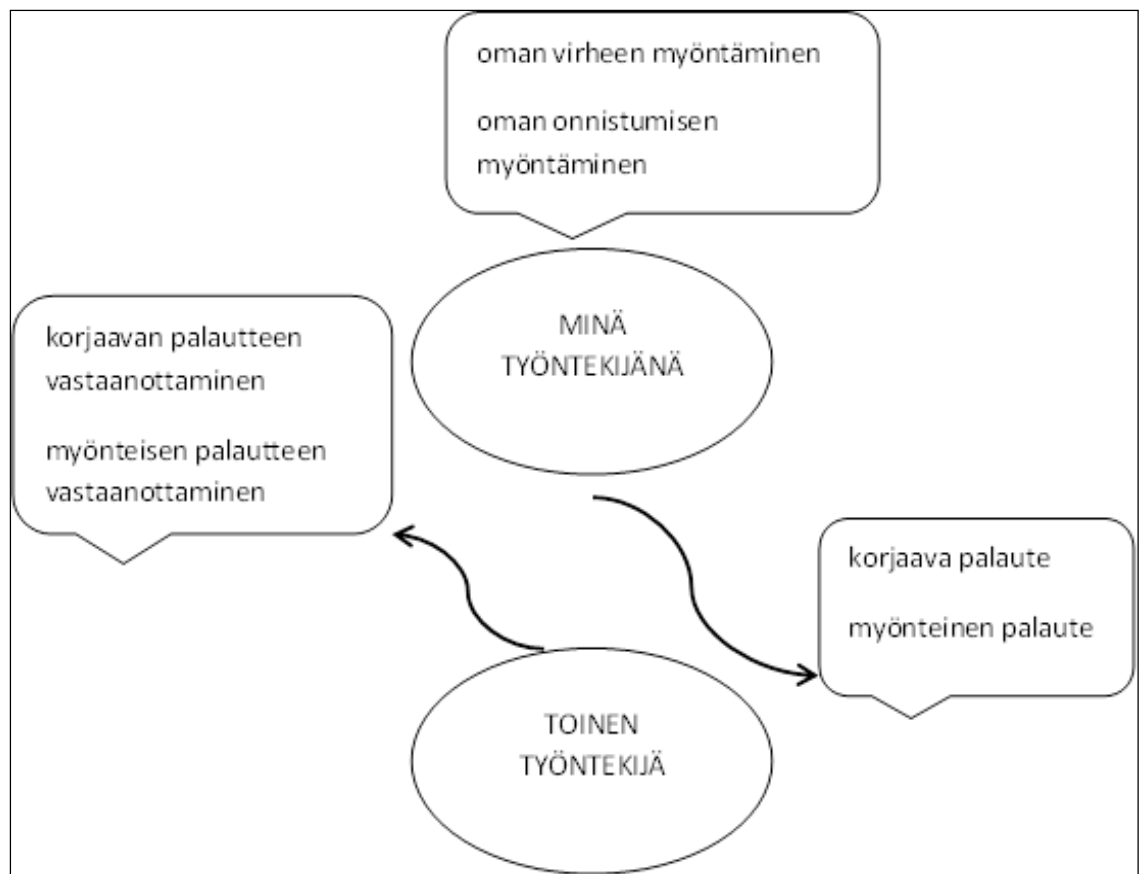 oman virheen myöntäminen
oman onnistumisen
myöntäminen
MINÄ
TYÖNTEKIJÄNÄ
korjaavan palautteen
vastaanottaminen
myönteisen palautteen
vastaanottaminen
korjaava palaute
myönteinen palaute
TOINEN
TYÖNTEKIJÄ